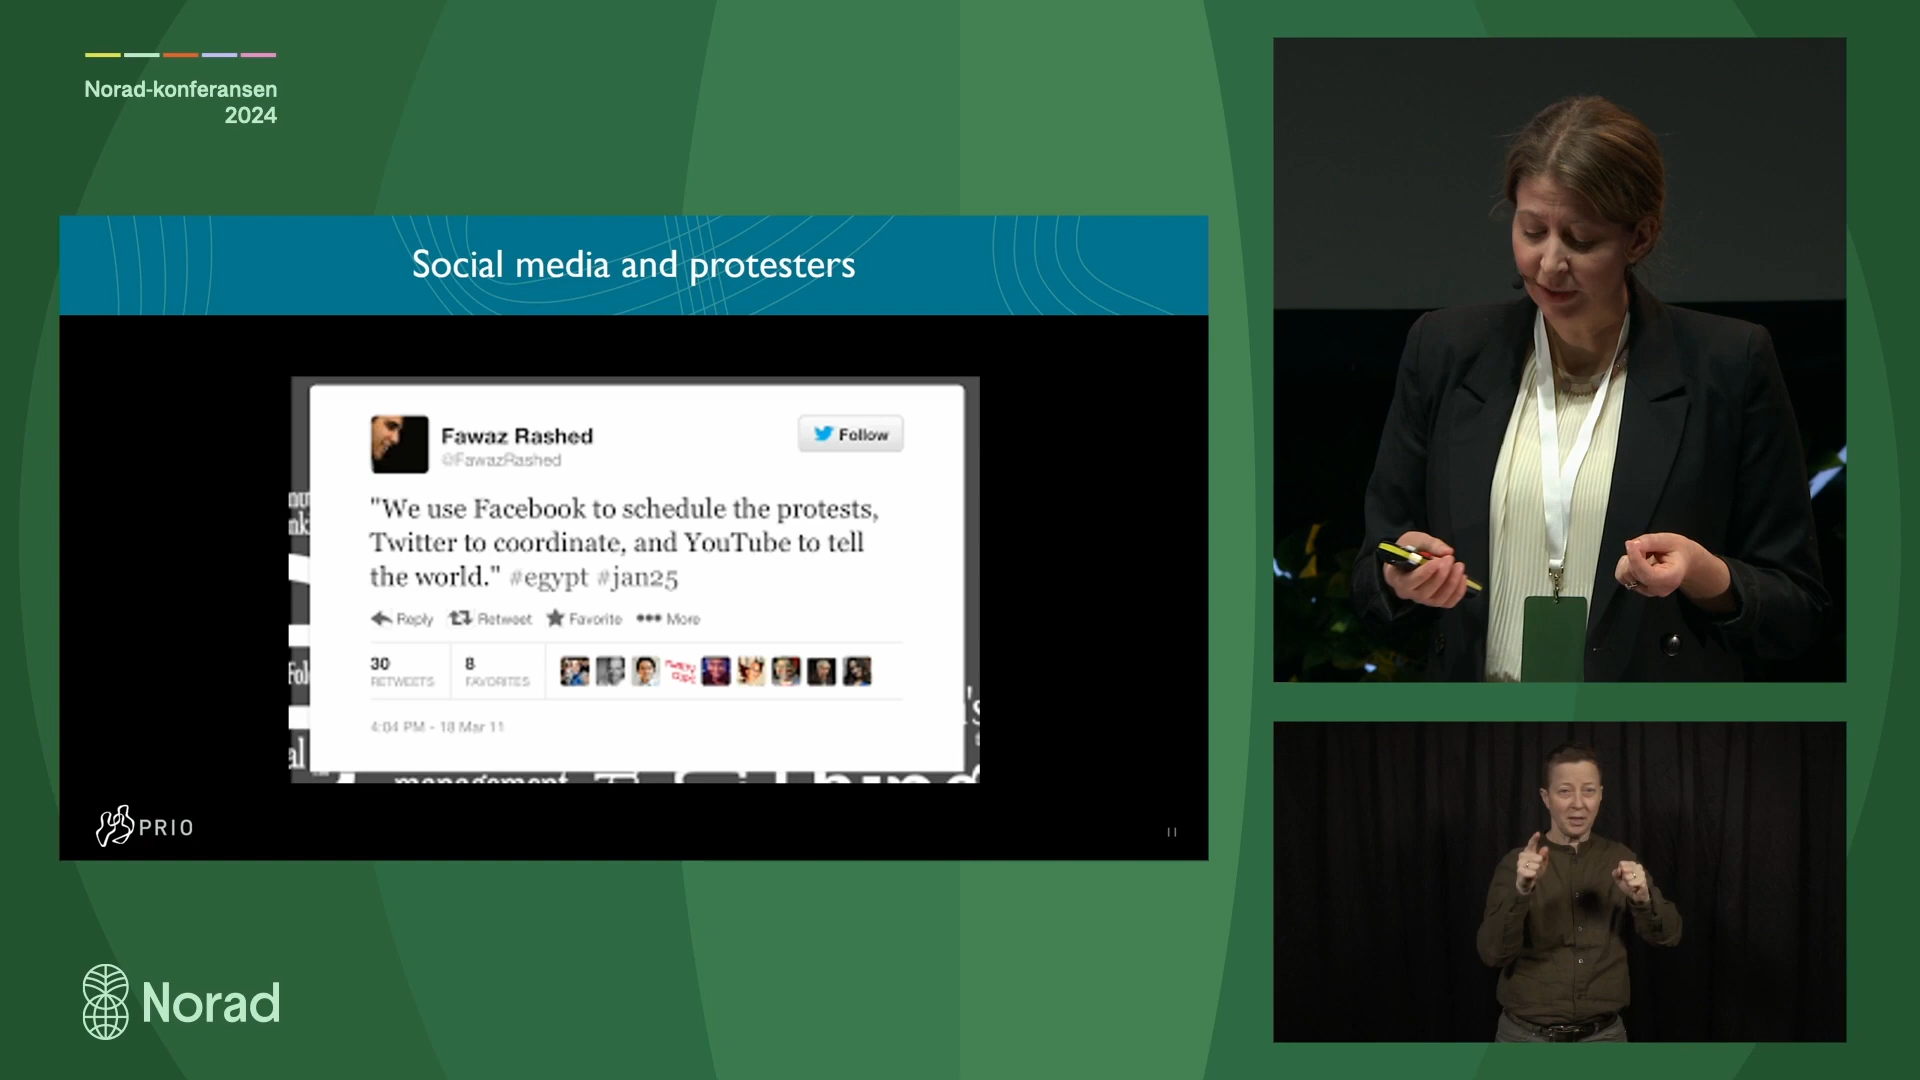 Norad-konferansen
2024
Social media and protesters
Fawaz Rashed
@FawazRashed
Follow
"We use Facebook to schedule the protests,
Twitter to coordinate, and YouTube to tell
the world." #egypt #jan25
Reply Retweet Favorite More
30
RETWEETS
8
FAVORITES
4:04 PM - 18 Mar 11
management
PRIO
11
Norad